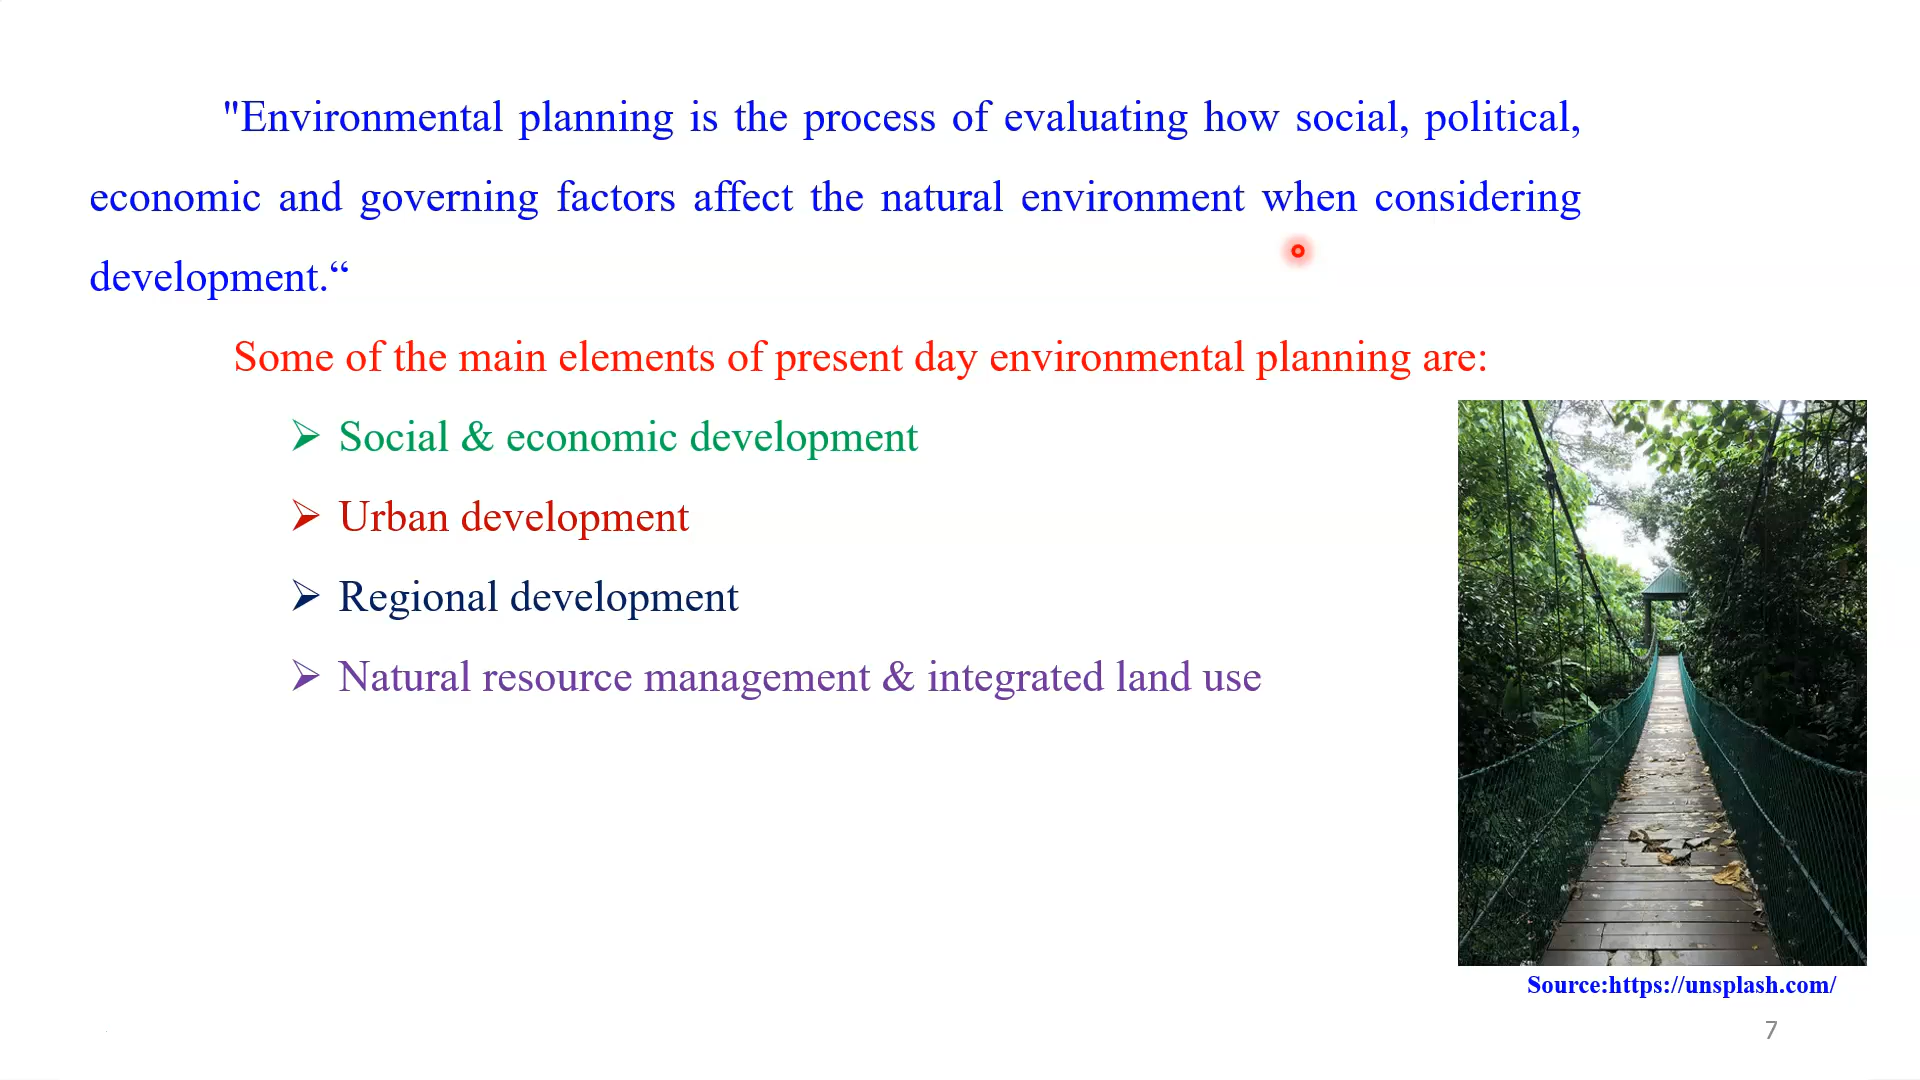 "Environmental planning is the process of evaluating how social, political,
economic and governing factors affect the natural environment when considering
development.“
Some of the main elements of present day environmental planning are:
➢ Social & economic development
➢ Urban development
➢ Regional development
➢ Natural resource management & integrated land use
Source:https://unsplash.com/
7